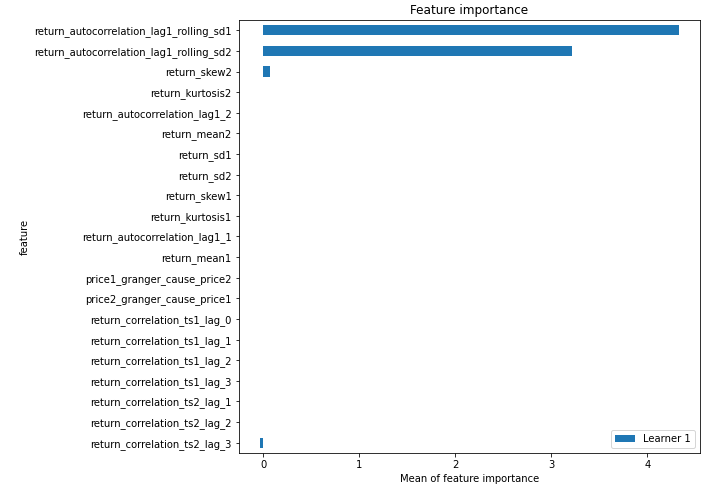 Feature importance
return_autocorrelation_lag1_rolling_sd1
return_autocorrelation_lag1_rolling_sd2
return_skew2
return_kurtosis2
return_autocorrelation_lag1_2
return_mean2
return_sd1
return_sd2
return_skew1
return_kurtosis1
return_autocorrelation_lag1_1
return_mean1
price1_granger_cause_price2
price2_granger_cause_price1
return_correlation_ts1_lag_0
return_correlation_ts1_lag_1
return_correlation_ts1_lag_2
return_correlation_ts1_lag_3
return_correlation_ts2_lag_1
return_correlation_ts2_lag_2
return_correlation_ts2_lag_3
feature
Learner 1
0 1 2 3 4
Mean of feature importance